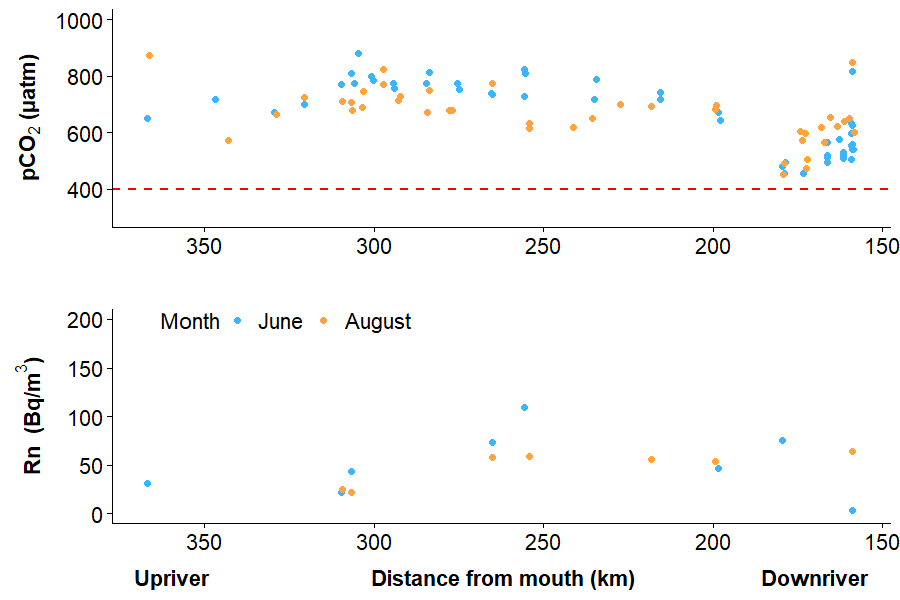 1000
800
600
400
pCO₂ (µatm)
350 300 250 200 150
Month June August
200
150
100
50
0
Rn (Bq/m³)
350 300 250 200 150
Upriver Distance from mouth (km) Downriver